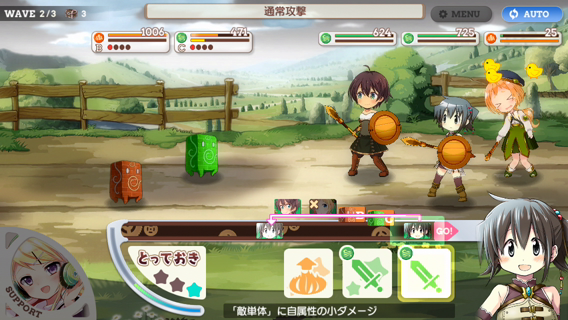 WAVE 2/3 3
通常攻撃
MENU
AUTO
1006
B
471
C
624
725
25
GO!
とっておき
SUPPORT
「敵単体」に自属性の小ダメージ